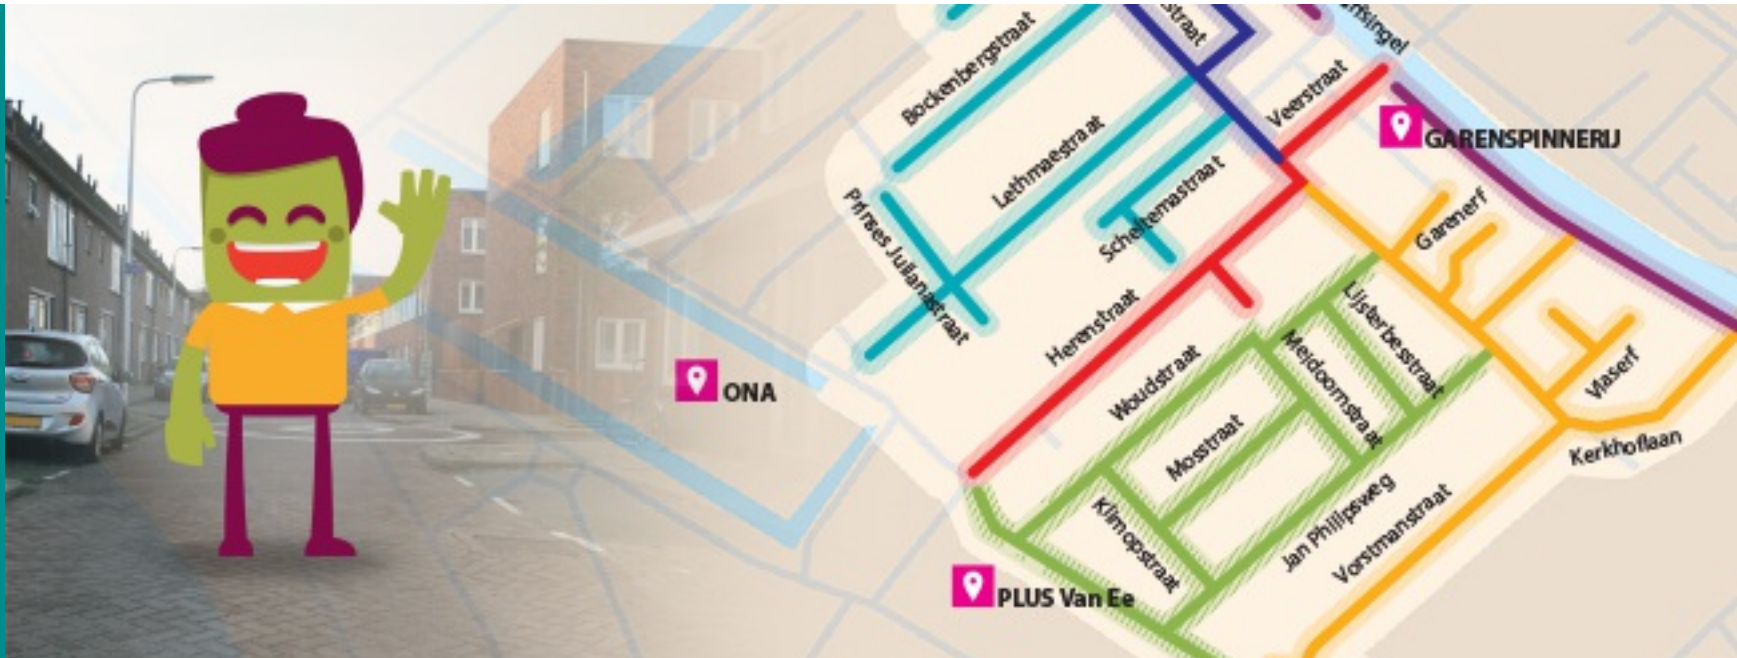 straat
Bockenbergstraat
Veerstraat
GARENSPINNERIJ
Lethmaestraat
Scheltemastraat
Prinses Julianastraat
Garenerf
Herenstraat
Lijsterbesstraat
Meidoornstraat
Woudstraat
Vlaserf
ONA
Mosstraat
Kerkhoflaan
Klimopstraat
Jan Philipsweg
Vorstmanstraat
PLUS Van Ee